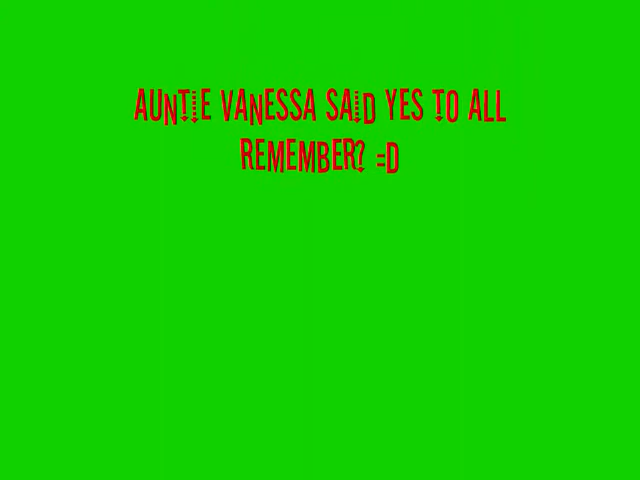 AUNTIE VANESSA SAID YES TO ALL
REMEMBER? =D